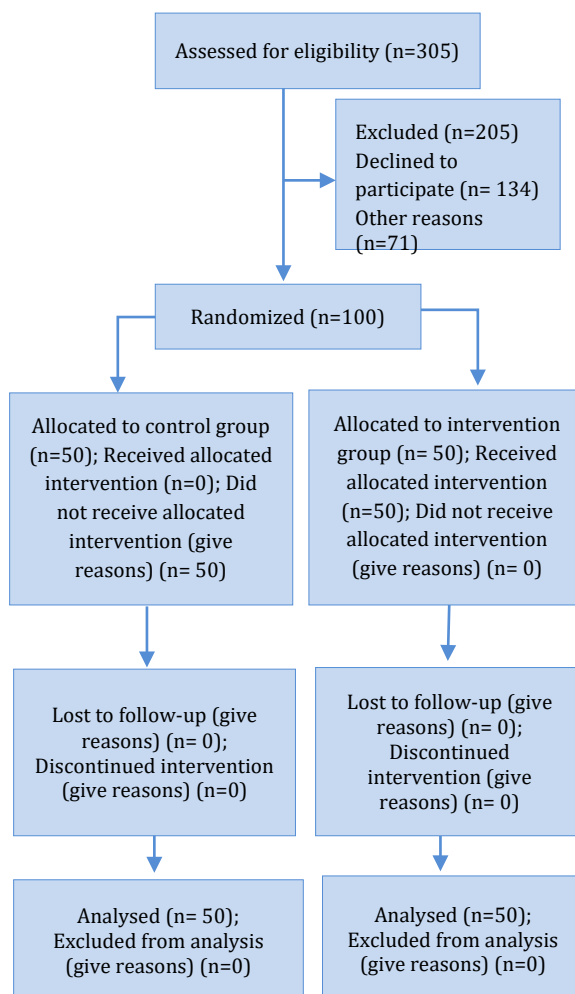 Assessed for eligibility (n=305)
Excluded (n=205)
Declined to
participate (n= 134)
Other reasons
(n=71)
Randomized (n=100)
Allocated to control group
(n=50); Received allocated
intervention (n=0); Did
not receive allocated
intervention (give
reasons) (n= 50)
Allocated to intervention
group (n= 50); Received
allocated intervention
(n=50); Did not receive
allocated intervention
(give reasons) (n= 0)
Lost to follow-up (give
reasons) (n= 0);
Discontinued intervention
(give reasons) (n=0)
Lost to follow-up (give
reasons) (n= 0);
Discontinued
intervention (give
reasons) (n= 0)
Analysed (n= 50);
Excluded from analysis
(give reasons) (n=0)
Analysed (n=50);
Excluded from analysis
(give reasons) (n=0)